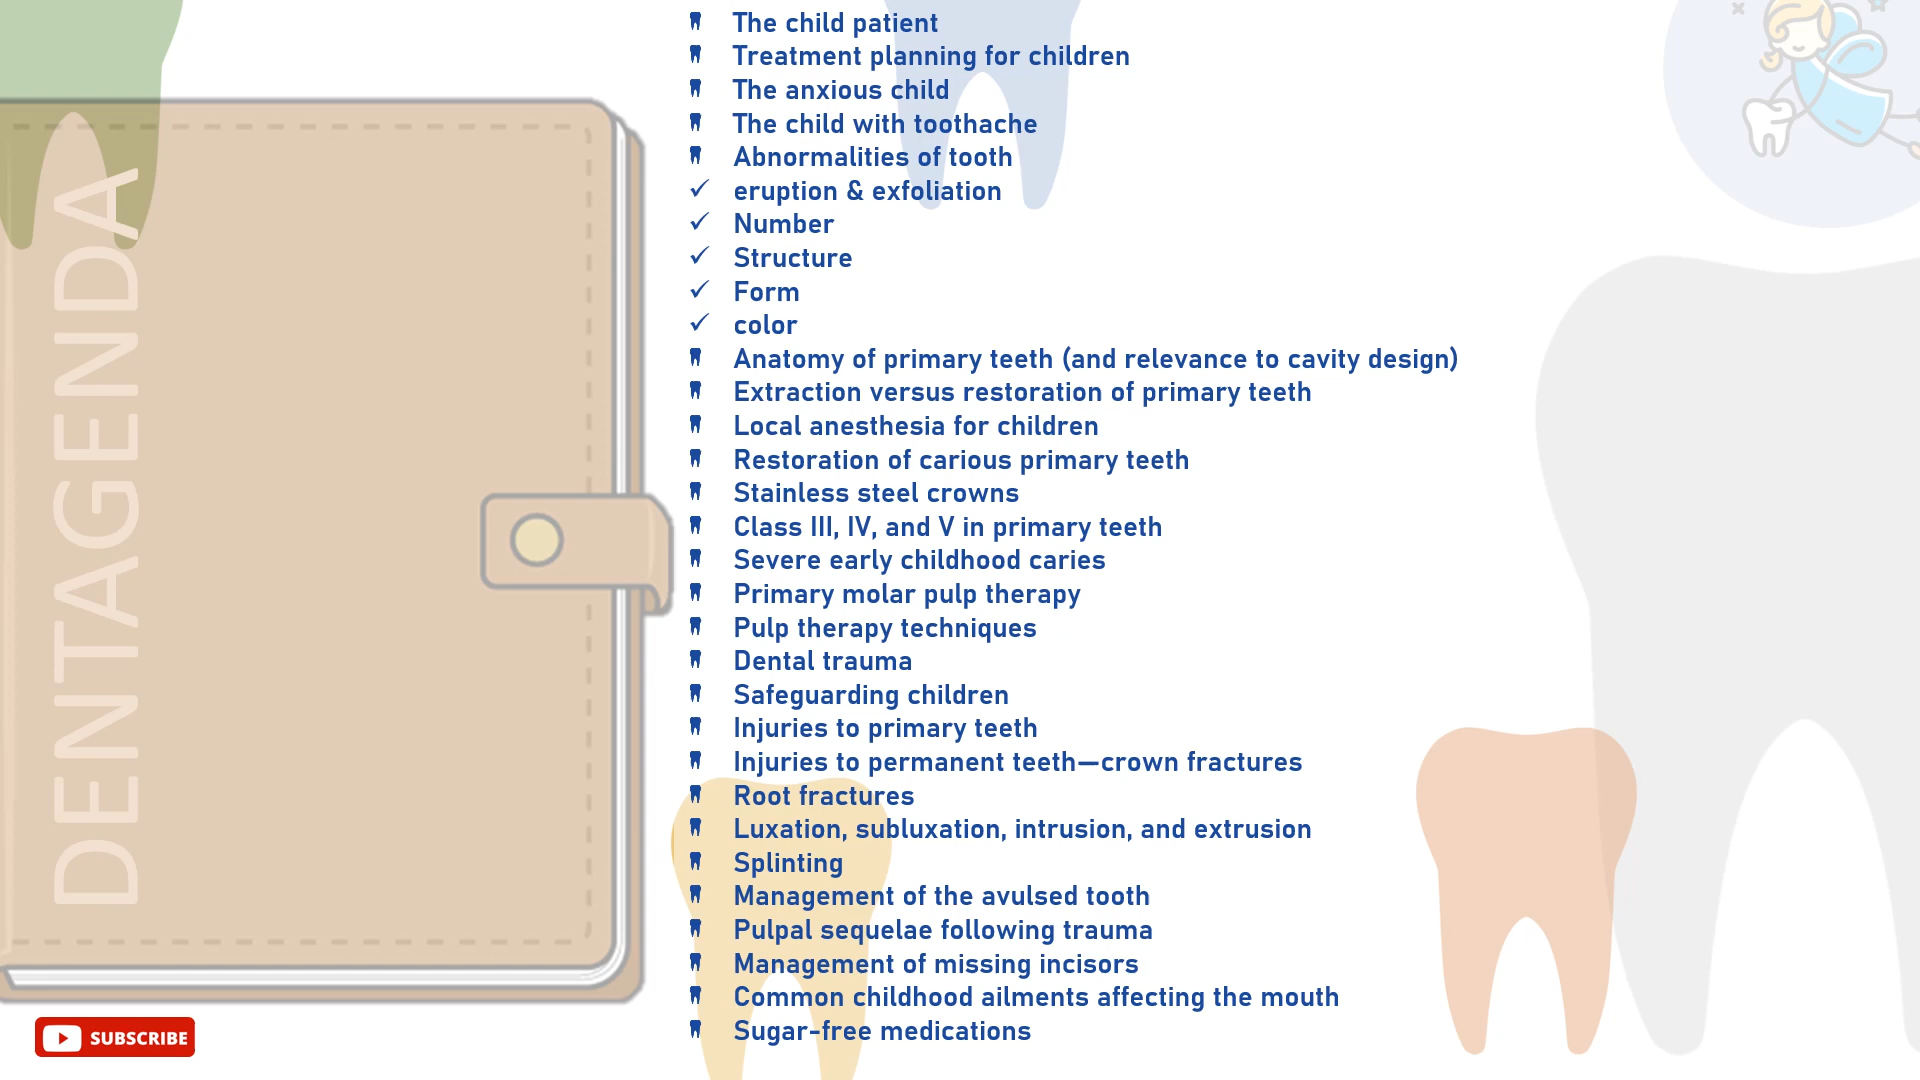 The child patient
Treatment planning for children
The anxious child
The child with toothache
Abnormalities of tooth
✓ eruption & exfoliation
✓ Number
✓ Structure
✓ Form
✓ color
Anatomy of primary teeth (and relevance to cavity design)
Extraction versus restoration of primary teeth
Local anesthesia for children
Restoration of carious primary teeth
Stainless steel crowns
Class III, IV, and V in primary teeth
Severe early childhood caries
Primary molar pulp therapy
Pulp therapy techniques
Dental trauma
Safeguarding children
Injuries to primary teeth
Injuries to permanent teeth—crown fractures
Root fractures
Luxation, subluxation, intrusion, and extrusion
Splinting
Management of the avulsed tooth
Pulpal sequelae following trauma
Management of missing incisors
Common childhood ailments affecting the mouth
Sugar-free medications
DENTAGENDA
SUBSCRIBE